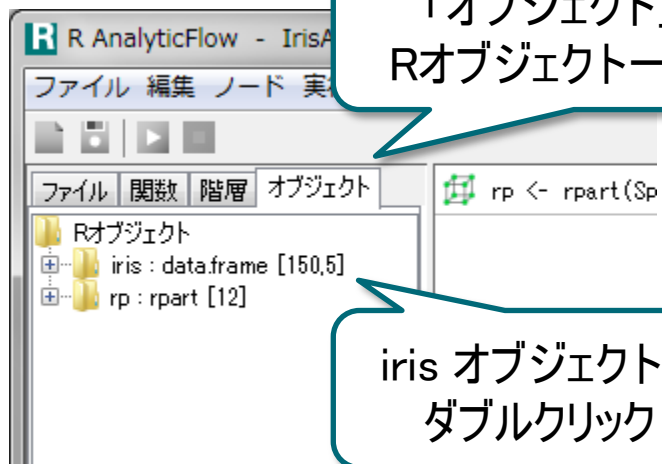 「オブジェクト」
Rオブジェクト一
R AnalyticFlow - IrisA
ファイル 編集 ノード 実
ファイル 関数 階層 オブジェクト
rp <- rpart(Sp
Rオブジェクト
iris : data.frame [150,5]
rp : rpart [12]
iris オブジェクト
ダブルクリック